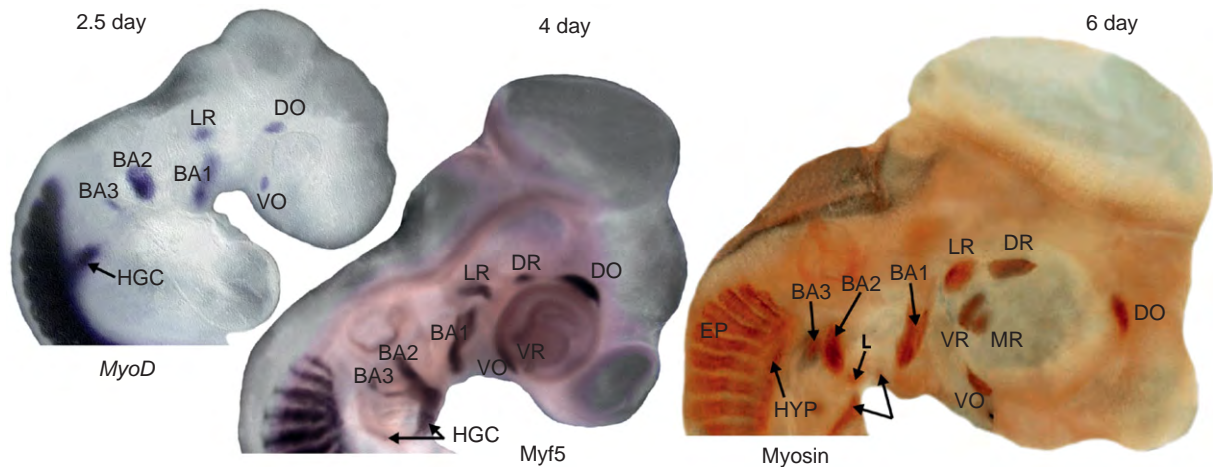 2.5 day
LR
DO
BA2
BA3
BA1
VO
HGC
MyoD
4 day
LR
DR
DO
BA1
BA2
BA3
VO
VR
HGC
Myf5
6 day
LR
DR
BA1
BA2
BA3
EP
L
VR
MR
DO
HYP
VO
Myosin